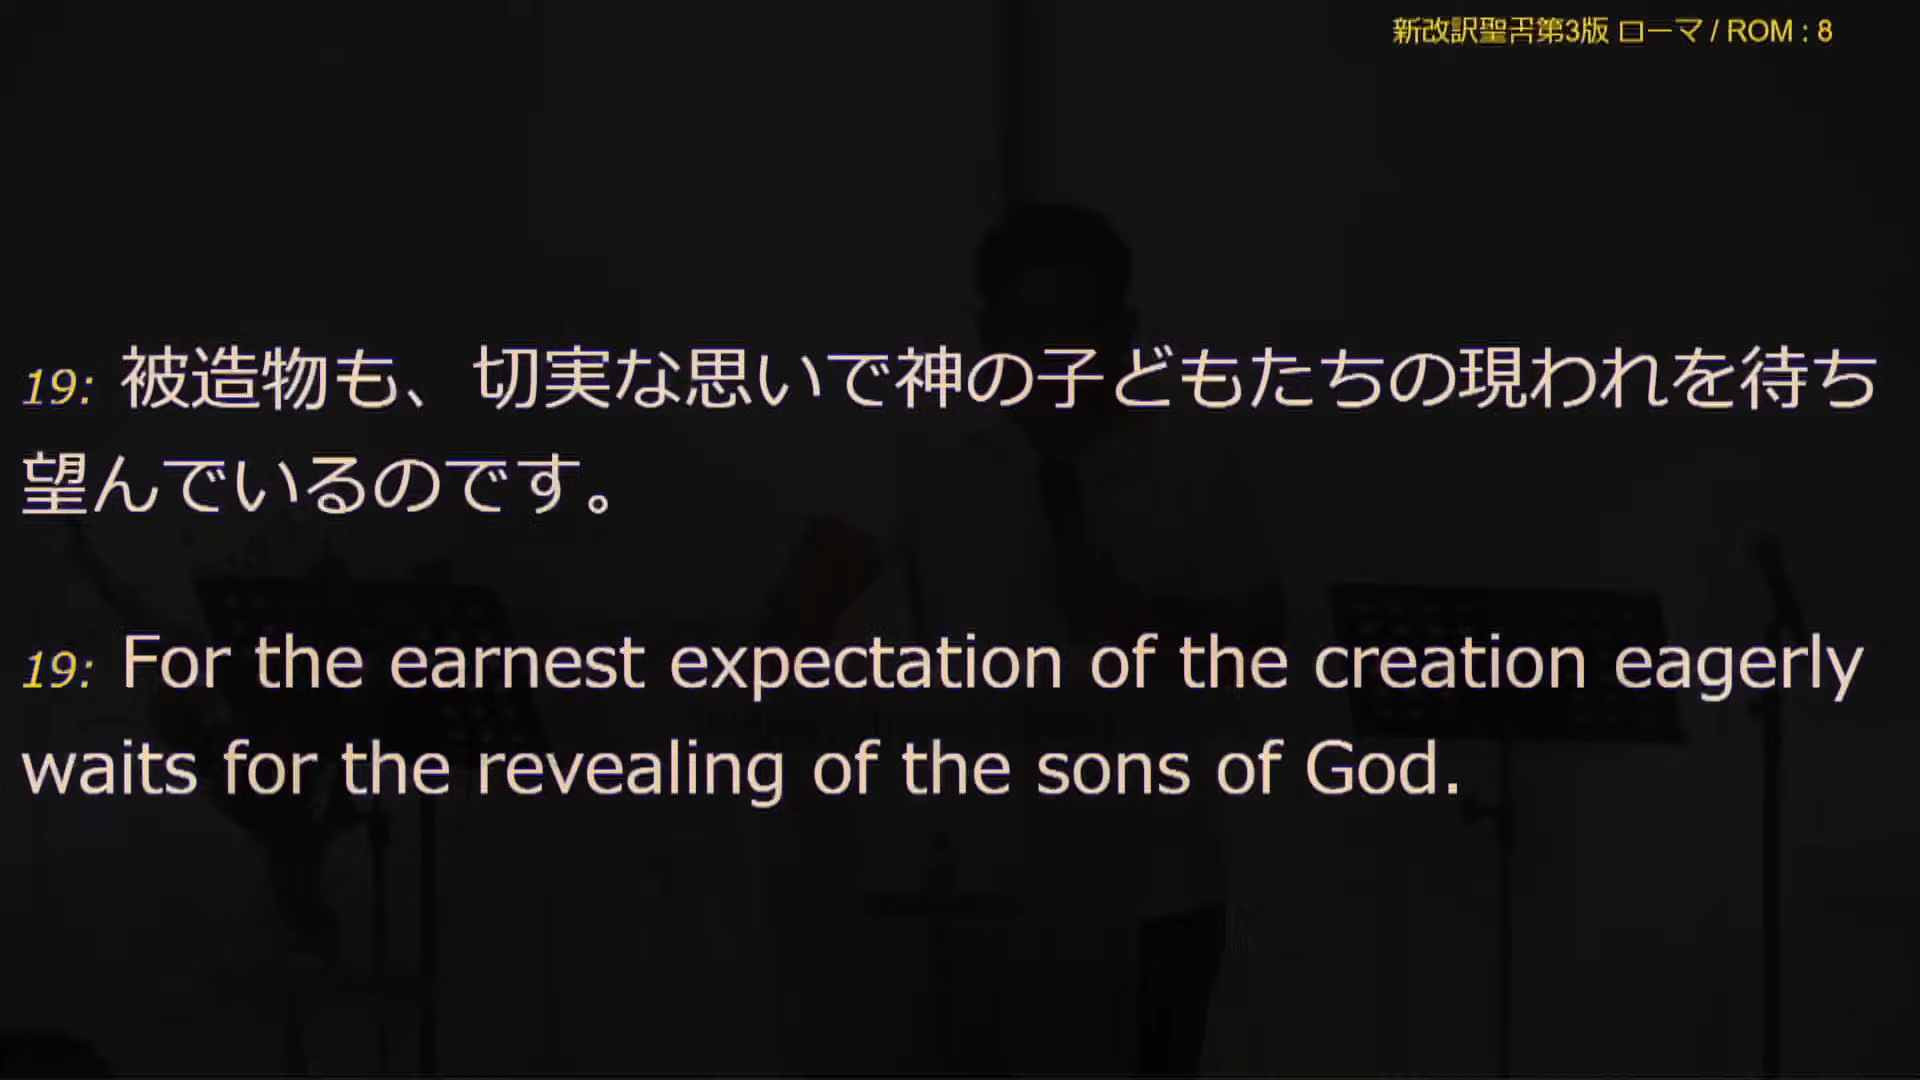 新改訳聖書第3版 ローマ / ROM : 8
19: 被造物も、切実な思いで神の子どもたちの現われを待ち
望んでいるのです。
19: For the earnest expectation of the creation eagerly
waits for the revealing of the sons of God.